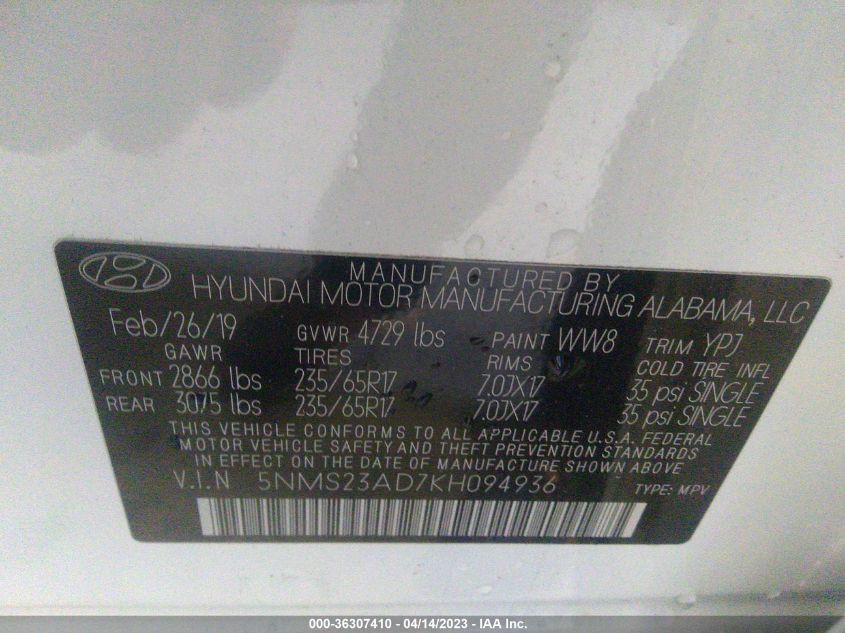 MANUFACTURED BY
HYUNDAI MOTOR MANUFACTURING ALABAMA, LLC
Feb/26/19 GVWR 4729 lbs PAINT WW8 TRIM YPJ
GAWR TIRES RIMS COLD TIRE INFL
FRONT 2866 lbs 235/65R17 7.0JX17 35 psi SINGLE
REAR 3075 lbs 235/65R17 7.0JX17 35 psi SINGLE
THIS VEHICLE CONFORMS TO ALL APPLICABLE U.S.A. FEDERAL
MOTOR VEHICLE SAFETY AND THEFT PREVENTION STANDARDS
IN EFFECT ON THE DATE OF MANUFACTURE SHOWN ABOVE
V.I.N 5NMS23AD7KH094936 TYPE: MPV
000-36307410 - 04/14/2023 - IAA Inc.